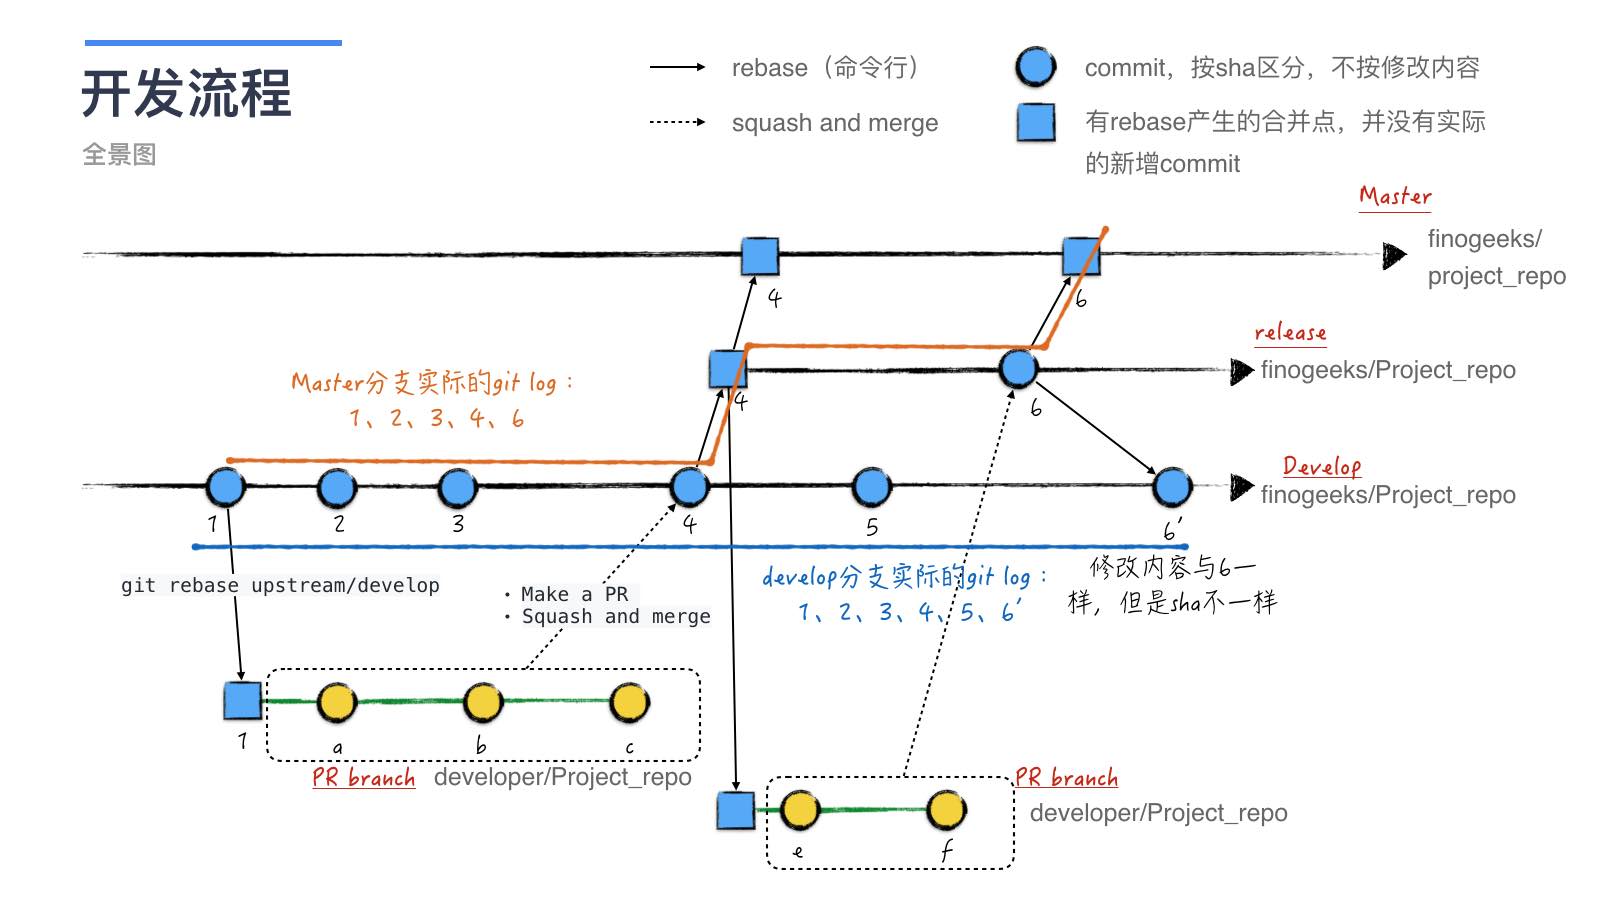 开发流程
全景图
rebase（命令行）
squash and merge
commit，按sha区分，不按修改内容
有rebase产生的合并点，并没有实际
的新增commit
Master
finogeeks/
project_repo
4
6
release
finogeeks/Project_repo
Master分支实际的git log：
1、2、3、4、6
4
6
Develop
finogeeks/Project_repo
1
2
3
4
5
6′
git rebase upstream/develop
• Make a PR
• Squash and merge
develop分支实际的git log：
1、2、3、4、5、6′
修改内容与6一
样，但是sha不一样
1
a
b
c
PR branch
developer/Project_repo
PR branch
developer/Project_repo
e
f